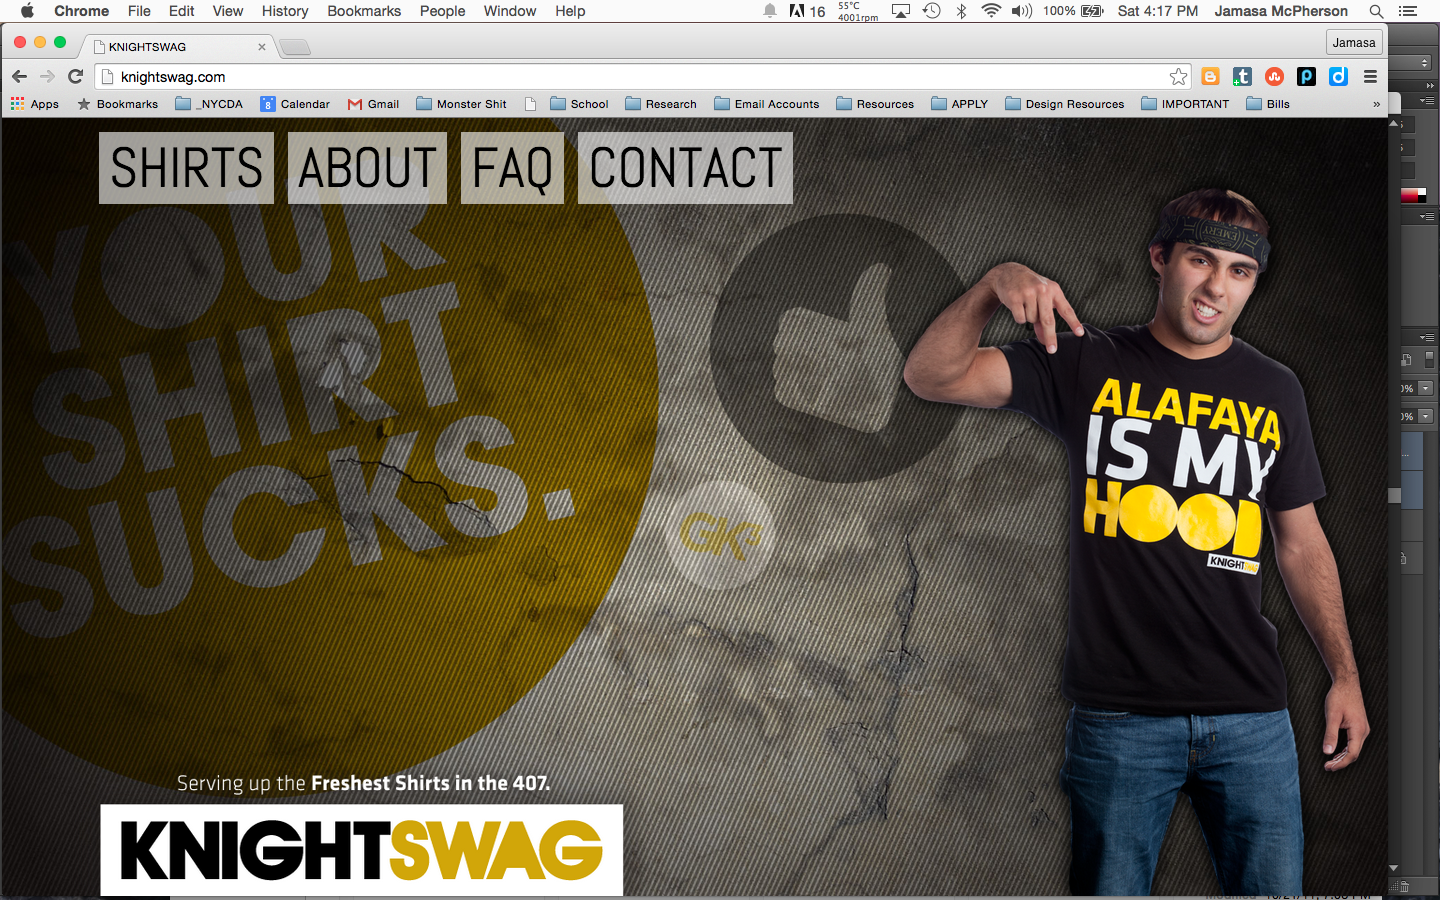 Chrome File Edit View History Bookmarks People Window Help 16 55°C 4001rpm 100% Sat 4:17 PM Jamasa McPherson
KNIGHTSWAG Jamasa
knightswag.com
Apps Bookmarks _NYCDA 8 Calendar Gmail Monster Shit School Research Email Accounts Resources APPLY Design Resources IMPORTANT Bills »
SHIRTS ABOUT FAQ CONTACT
YOUR
SHIRT
SUCKS.
EMERY
ALAFAYA
IS MY
HOOD
KNIGHTSWAG
GK3
Serving up the Freshest Shirts in the 407.
KNIGHTSWAG